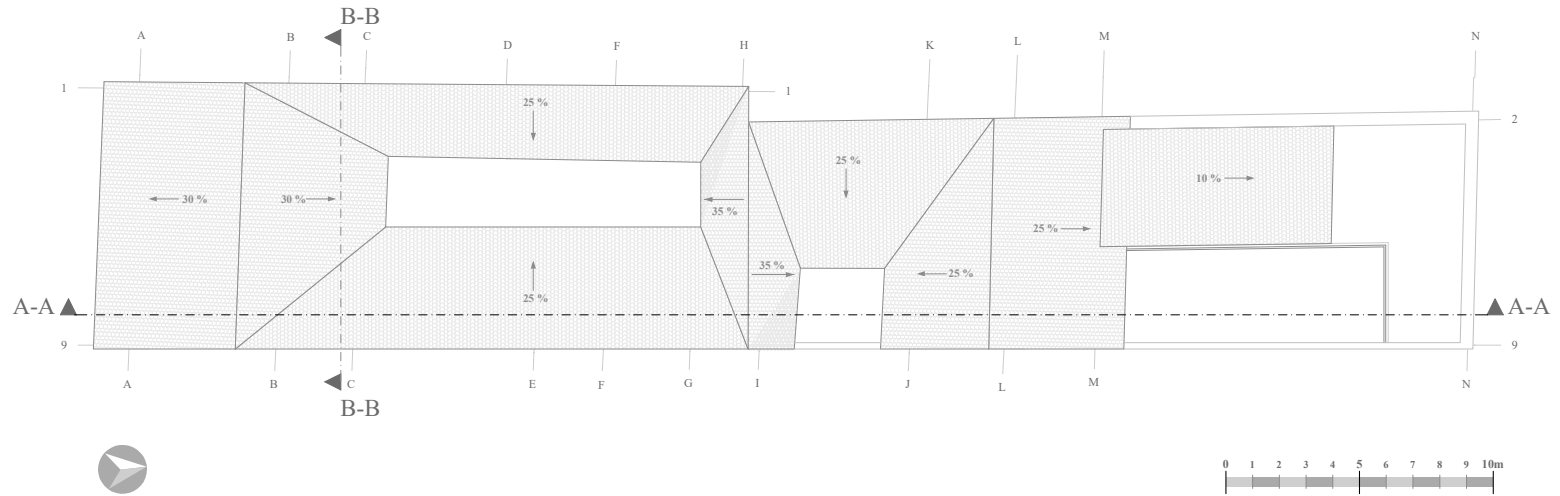 B-B
A B C D F H K L M N
1 1 2
25 %
25 %
30 % 30 % 10 %
35 %
25 %
35 % 25 %
25 %
A-A A-A
9 9
A B C E F G I J L M N
B-B
0 1 2 3 4 5 6 7 8 9 10m